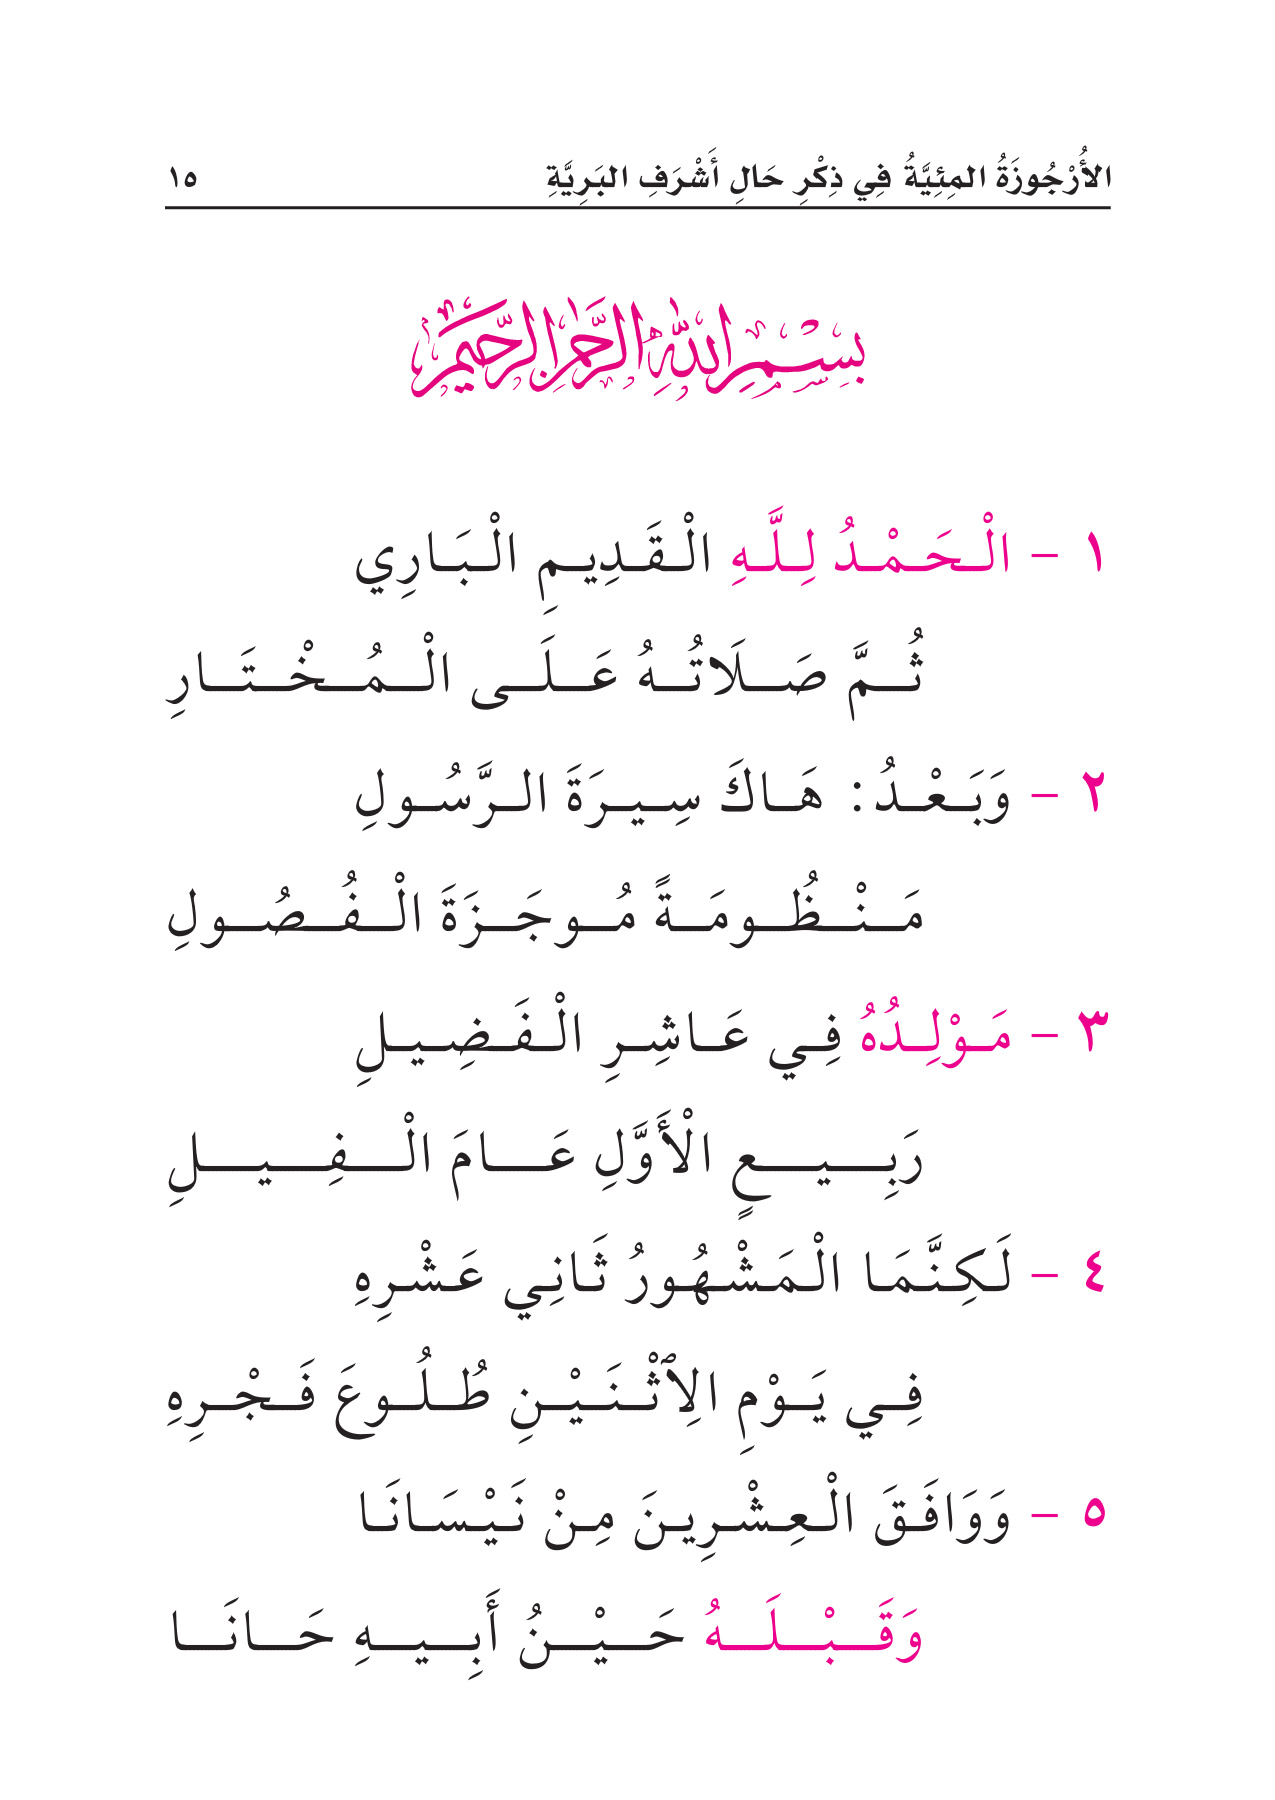 الأُرْجُوزَةُ المِئِيَّةُ فِي ذِكْرِ حَالِ أَشْرَفِ البَرِيَّةِ ١٥
بِسْمِ اللَّهِ الرَّحْمَٰنِ الرَّحِيمِ
١ - الْحَمْدُ لِلَّهِ الْقَدِيمِ الْبَارِي
ثُمَّ صَلَاتُهُ عَلَى الْمُخْتَارِ
٢ - وَبَعْدُ: هَاكَ سِيرَةَ الرَّسُولِ
مَنْظُومَةً مُوجَزَةَ الْفُصُولِ
٣ - مَوْلِدُهُ فِي عَاشِرِ الْفَضِيلِ
رَبِيعٍ الْأَوَّلِ عَامَ الْفِيلِ
٤ - لَكِنَّمَا الْمَشْهُورُ ثَانِي عَشْرِهِ
فِي يَوْمِ الِٱثْنَيْنِ طُلُوعَ فَجْرِهِ
٥ - وَوَافَقَ الْعِشْرِينَ مِنْ نَيْسَانَا
وَقَبْلَهُ حَيْنُ أَبِيهِ حَانَا